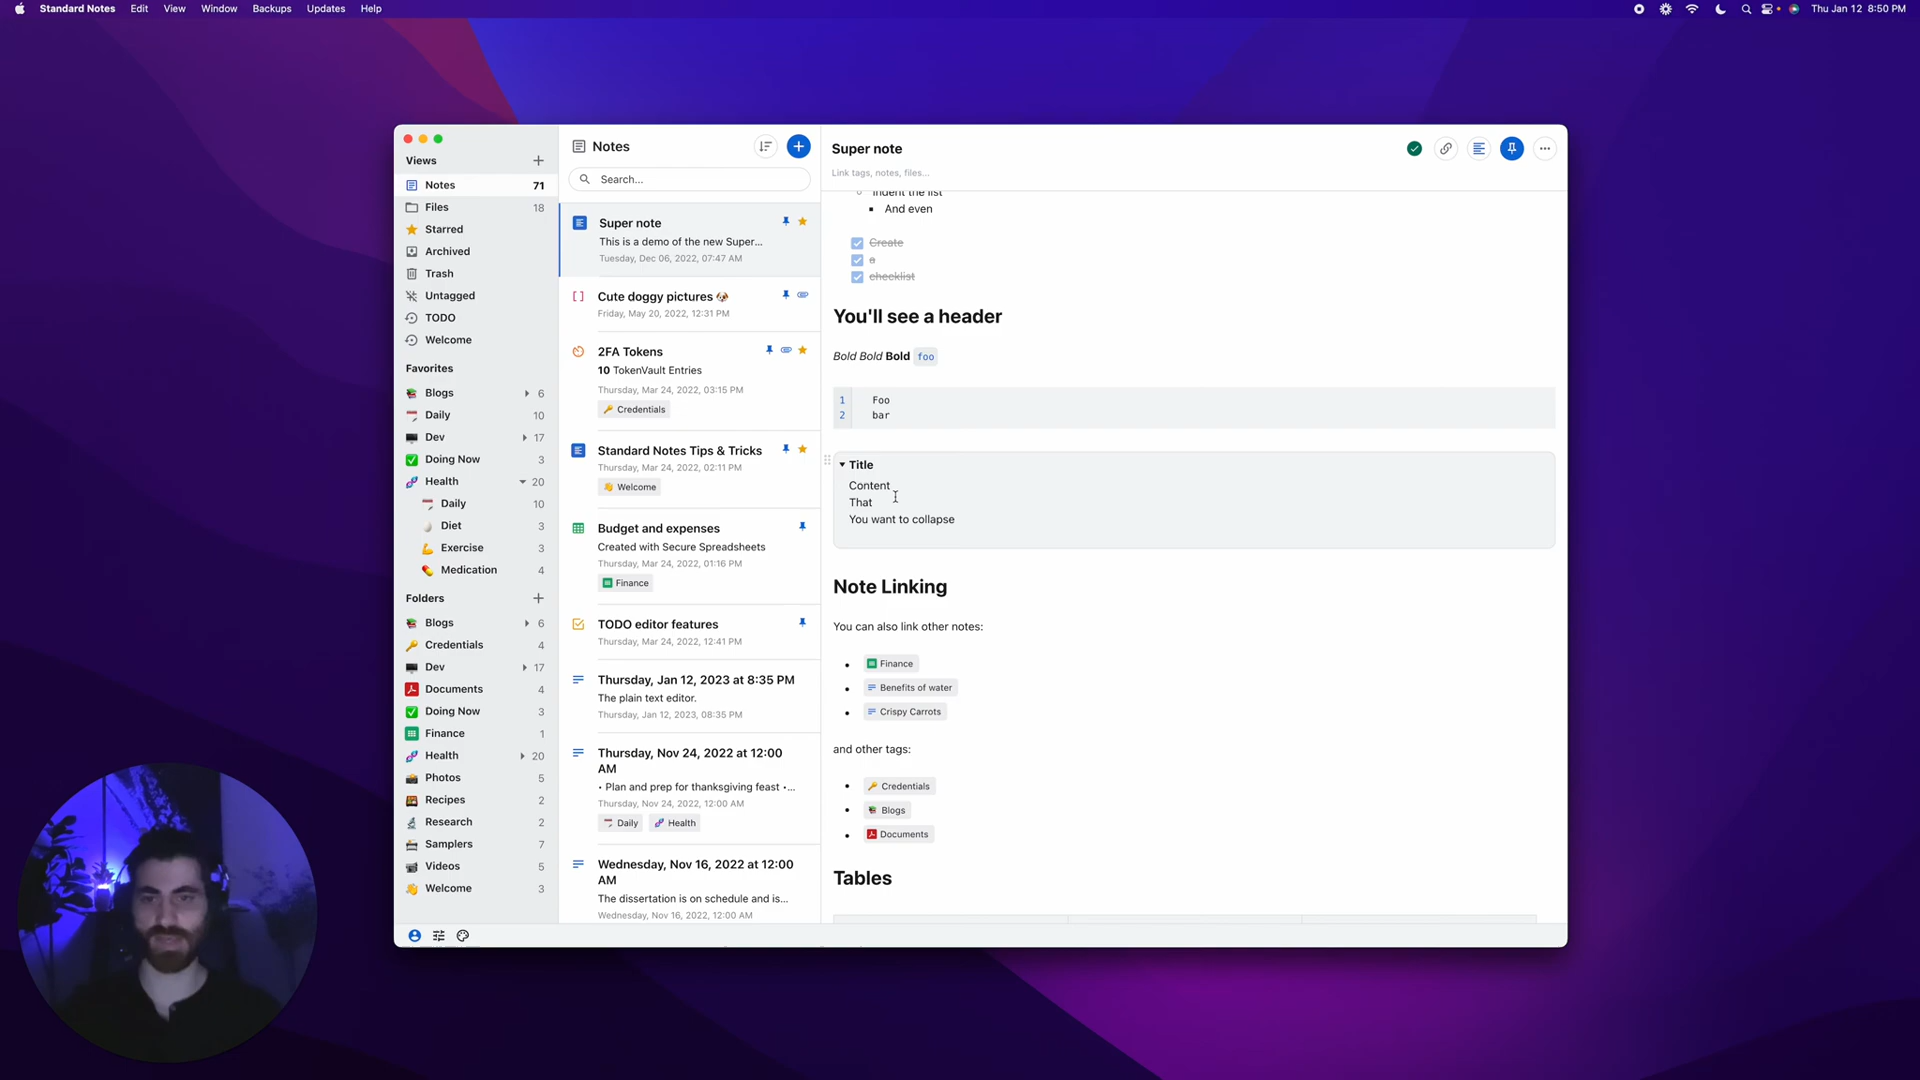 Standard Notes Edit View Window Backups Updates Help
Thu Jan 12 8:50 PM
Views
Notes 71
Files 18
Starred
Archived
Trash
Untagged
TODO
Welcome
Favorites
Blogs 6
Daily 10
Dev 17
Doing Now 3
Health 20
Daily 10
Diet 3
Exercise 3
Medication 4
Folders
Blogs 6
Credentials 4
Dev 17
Documents 4
Doing Now 3
Finance 1
Health 20
Photos 5
Recipes 2
Research 2
Samplers 7
Videos 5
Welcome 3
Notes
Search...
Super note
This is a demo of the new Super...
Tuesday, Dec 06, 2022, 07:47 AM
Cute doggy pictures 🐶
Friday, May 20, 2022, 12:31 PM
2FA Tokens
10 TokenVault Entries
Thursday, Mar 24, 2022, 03:15 PM
Credentials
Standard Notes Tips & Tricks
Thursday, Mar 24, 2022, 02:11 PM
Welcome
Budget and expenses
Created with Secure Spreadsheets
Thursday, Mar 24, 2022, 01:16 PM
Finance
TODO editor features
Thursday, Mar 24, 2022, 12:41 PM
Thursday, Jan 12, 2023 at 8:35 PM
The plain text editor.
Thursday, Jan 12, 2023, 08:35 PM
Thursday, Nov 24, 2022 at 12:00
AM
• Plan and prep for thanksgiving feast •...
Thursday, Nov 24, 2022, 12:00 AM
Daily Health
Wednesday, Nov 16, 2022 at 12:00
AM
The dissertation is on schedule and is...
Wednesday, Nov 16, 2022, 12:00 AM
Super note
Link tags, notes, files...
Indent the list
And even
Create
a
checklist
You'll see a header
Bold Bold Bold foo
1 Foo
2 bar
Title
Content
That
You want to collapse
Note Linking
You can also link other notes:
Finance
Benefits of water
Crispy Carrots
and other tags:
Credentials
Blogs
Documents
Tables